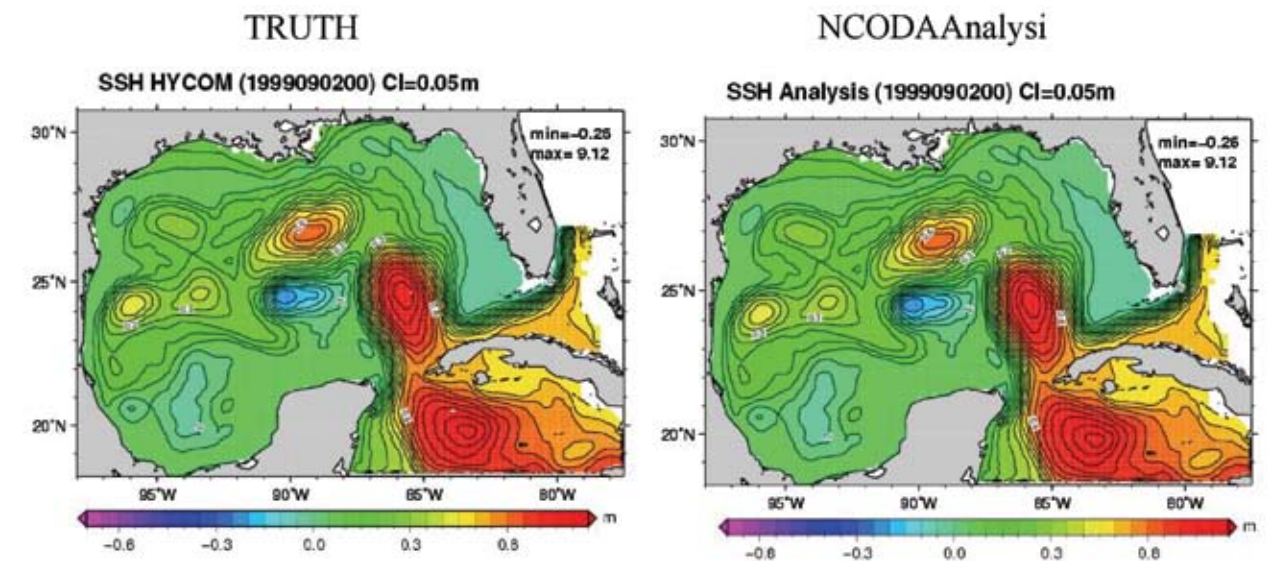 TRUTH
NCODAAnalysi
SSH HYCOM (1999090200) CI=0.05m
SSH Analysis (1999090200) CI=0.05m
min=-0.26
max= 9.12
min=-0.26
max= 9.12
30°N
25°N
20°N
30°N
25°N
20°N
95°W 90°W 85°W 80°W
95°W 90°W 85°W 80°W
m
m
-0.6 -0.3 0.0 0.3 0.6
-0.6 -0.3 0.0 0.3 0.6